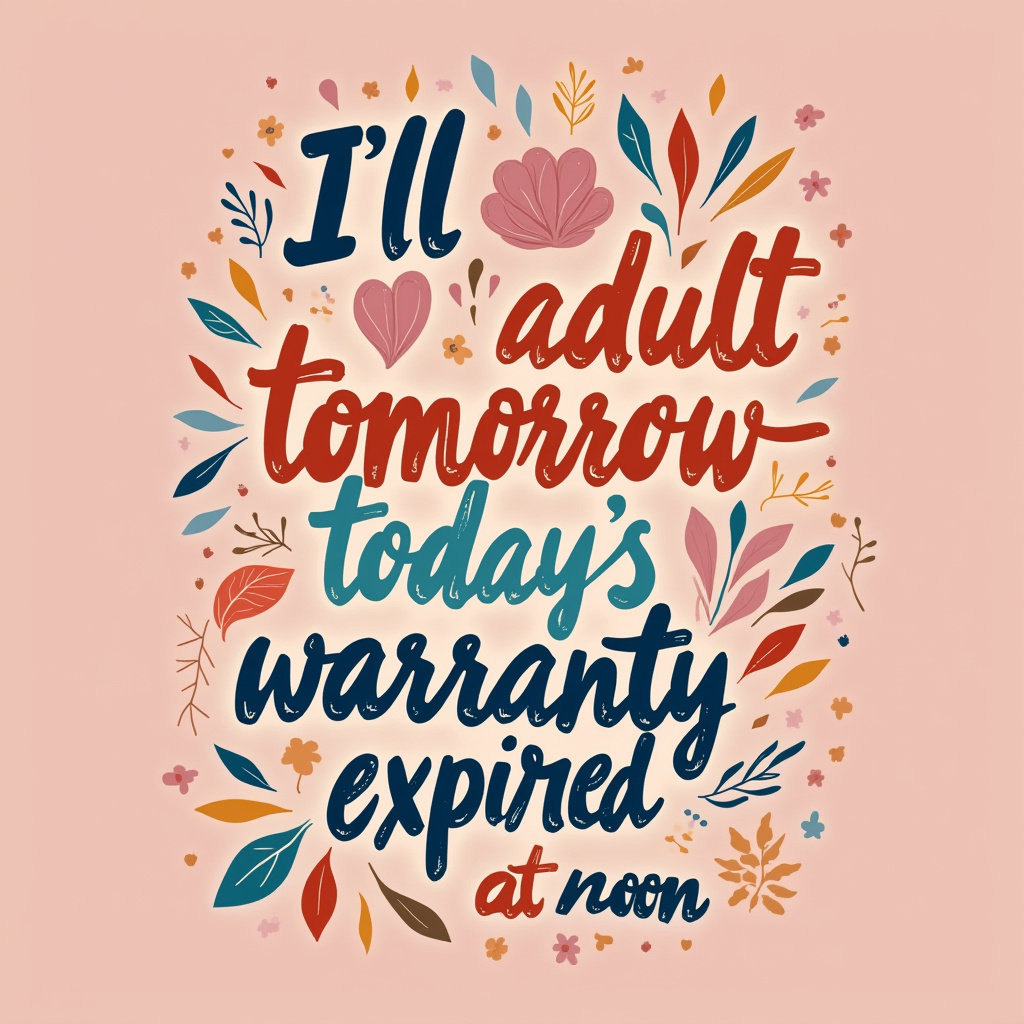 I'll
adult
tomorrow
today's
warranty
expired
at noon